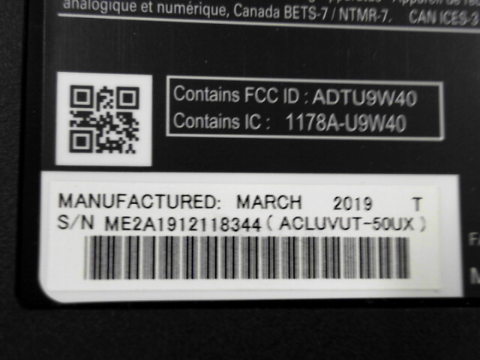 analogique et numérique, Canada BETS-7 / NTMR-7. CAN ICES-3
Contains FCC ID : ADTU9W40
Contains IC : 1178A-U9W40
MANUFACTURED: MARCH 2019 T
S/N ME2A1912118344 ( ACLUVUT-50UX )